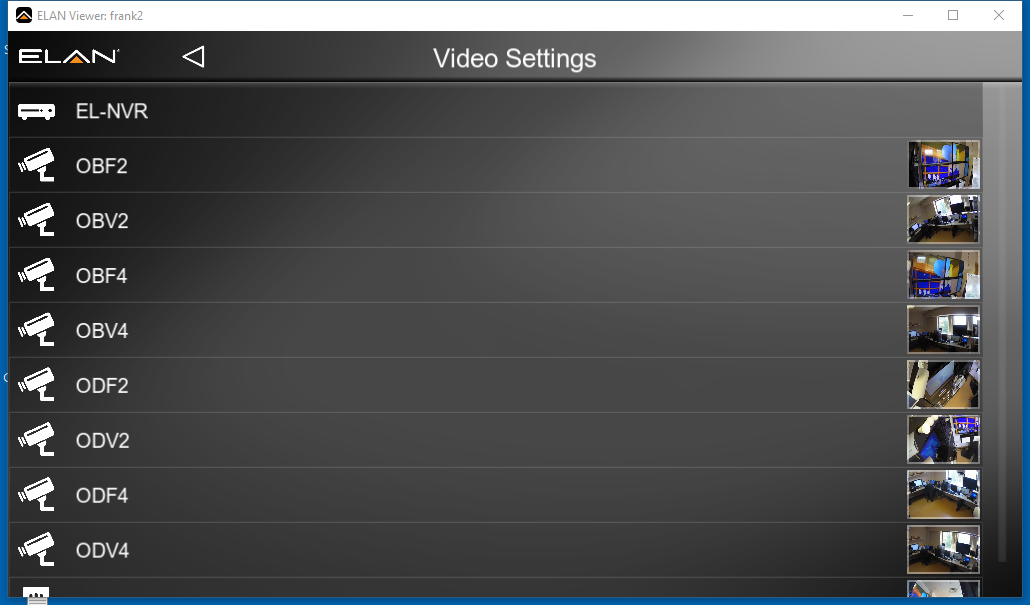 ELAN Viewer: frank2
ELAN
Video Settings
EL-NVR
OBF2
OBV2
OBF4
OBV4
ODF2
ODV2
ODF4
ODV4